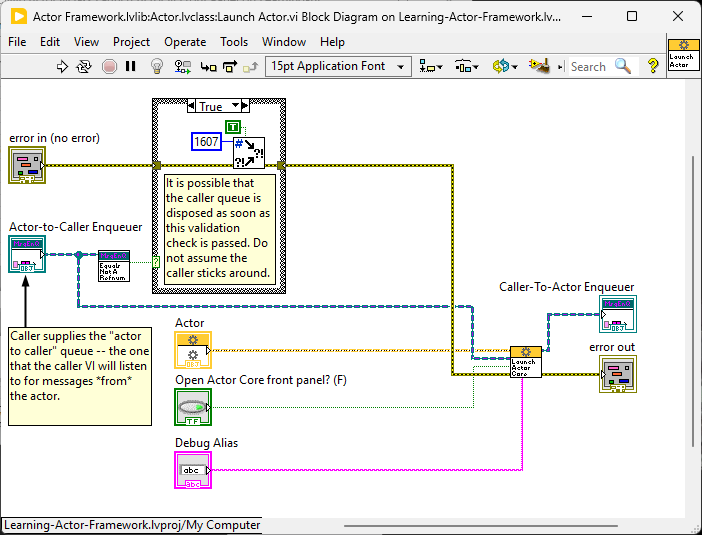 Actor Framework.lvlib:Actor.lvclass:Launch Actor.vi Block Diagram on Learning-Actor-Framework.lv...
File Edit View Project Operate Tools Window Help
15pt Application Font
Search
Launch
Actor
True
error in (no error)
T
1607
#
?!
?!
It is possible that
the caller queue is
disposed as soon as
this validation
check is passed. Do
not assume the
caller sticks around.
Actor-to-Caller Enqueuer
OBJ
Equals
Not A
Refnum
?
Caller-To-Actor Enqueuer
OBJ
Caller supplies the "actor
to caller" queue -- the one
that the caller VI will listen
to for messages *from*
the actor.
Actor
OBJ
Launch
Actor
Core
error out
Open Actor Core front panel? (F)
TF
Debug Alias
abc
abc
Learning-Actor-Framework.lvproj/My Computer